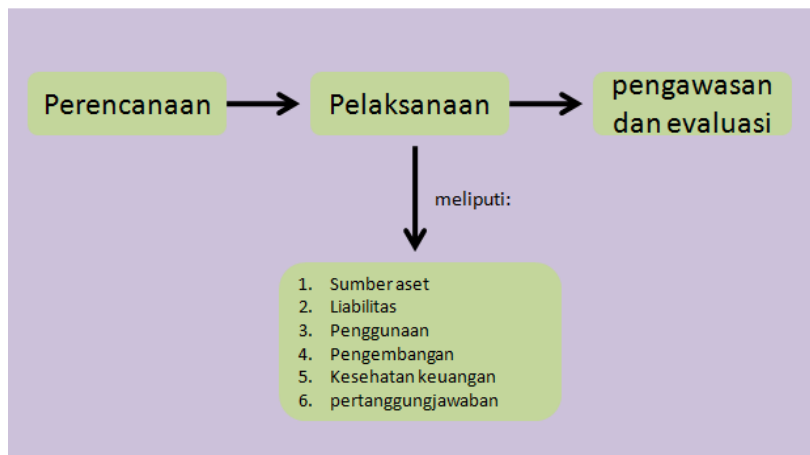 Perencanaan
Pelaksanaan
pengawasan
dan evaluasi
meliputi:
1. Sumber aset
2. Liabilitas
3. Penggunaan
4. Pengembangan
5. Kesehatan keuangan
6. pertanggungjawaban